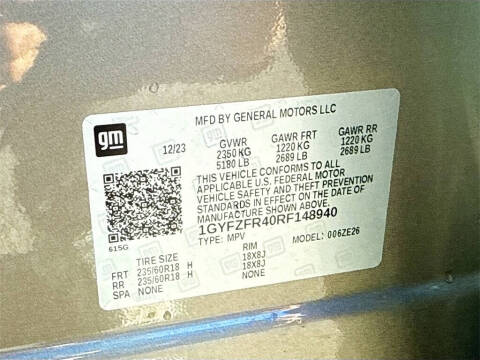 MFD BY GENERAL MOTORS LLC
gm
12/23 GVWR GAWR FRT GAWR RR
2350 KG 1220 KG 1220 KG
5180 LB 2689 LB 2689 LB
THIS VEHICLE CONFORMS TO ALL
APPLICABLE U.S. FEDERAL MOTOR
VEHICLE SAFETY AND THEFT PREVENTION
STANDARDS IN EFFECT ON THE DATE OF
MANUFACTURE SHOWN ABOVE.
1GYFZFR40RF148940
TYPE: MPV MODEL: 006ZE26
615G
TIRE SIZE RIM
FRT 235/60R18 H 18X8J
RR 235/60R18 H 18X8J
SPA NONE NONE